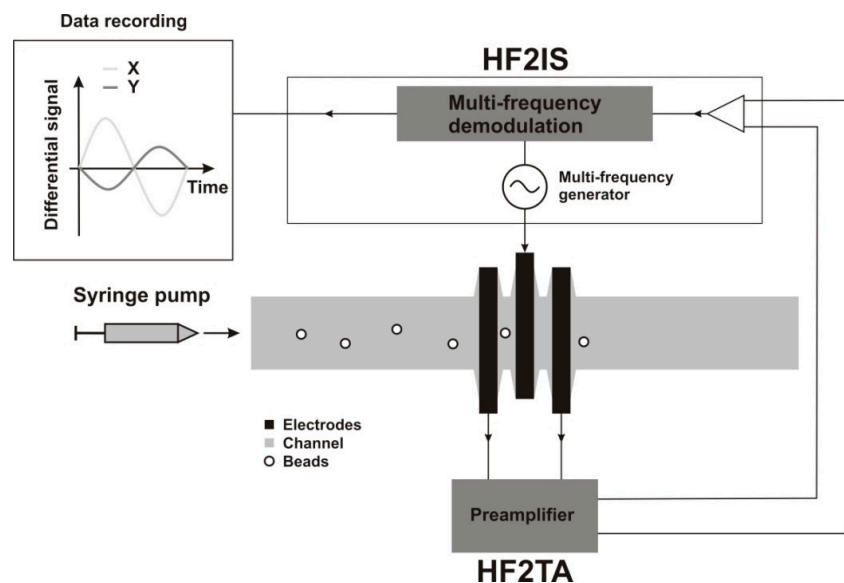 Data recording
X
Y
Differential signal
Time
HF2IS
Multi-frequency
demodulation
Multi-frequency
generator
Syringe pump
Electrodes
Channel
Beads
Preamplifier
HF2TA